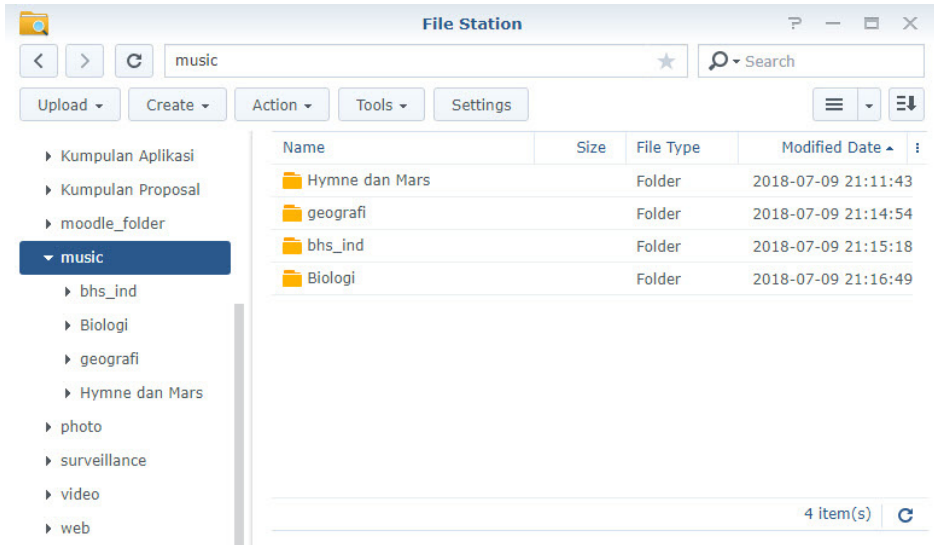 File Station
music
Search
Upload Create Action Tools Settings
Kumpulan Aplikasi
Kumpulan Proposal
moodle_folder
music
bhs_ind
Biologi
geografi
Hymne dan Mars
photo
surveillance
video
web
Name Size File Type Modified Date
Hymne dan Mars Folder 2018-07-09 21:11:43
geografi Folder 2018-07-09 21:14:54
bhs_ind Folder 2018-07-09 21:15:18
Biologi Folder 2018-07-09 21:16:49
4 item(s)